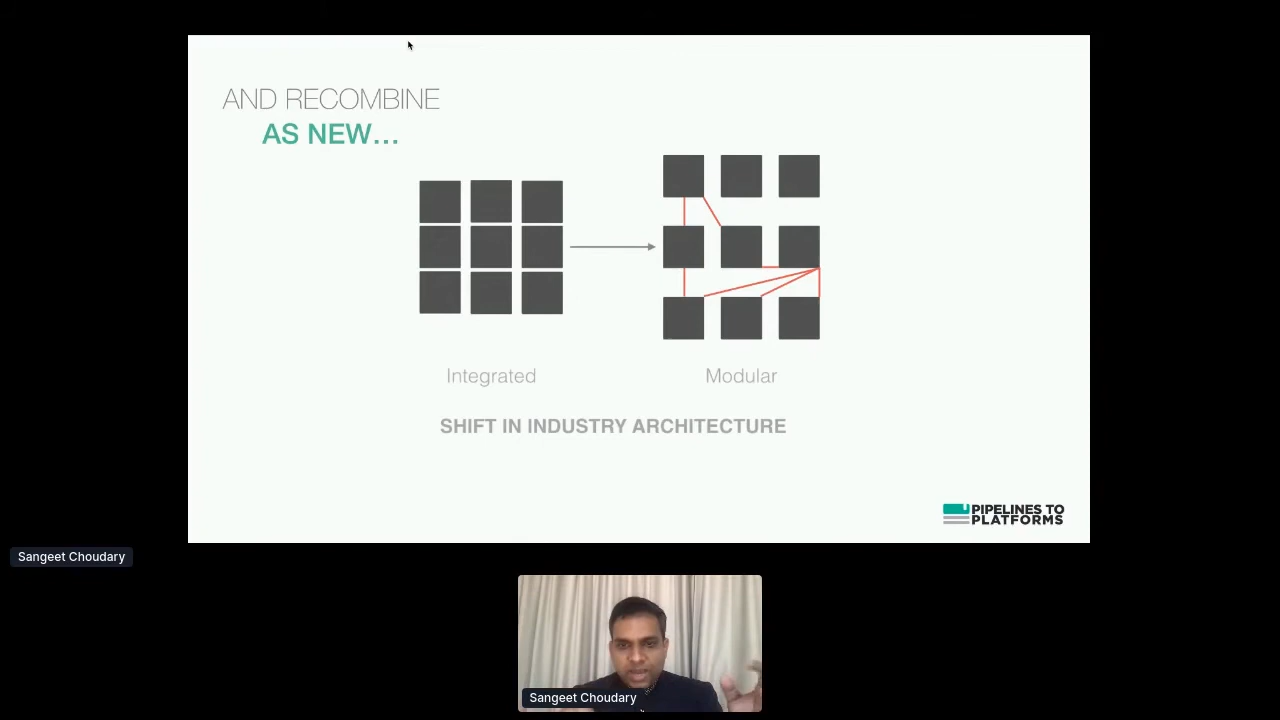 AND RECOMBINE
AS NEW...
Integrated
Modular
SHIFT IN INDUSTRY ARCHITECTURE
PIPELINES TO
PLATFORMS
Sangeet Choudary
Sangeet Choudary